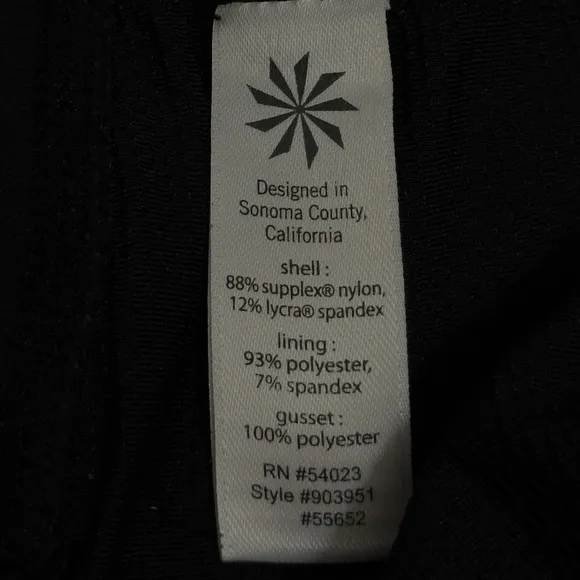 Designed in
Sonoma County,
California
shell :
88% supplex® nylon,
12% lycra® spandex
lining :
93% polyester,
7% spandex
gusset :
100% polyester
RN #54023
Style #903951
#55652